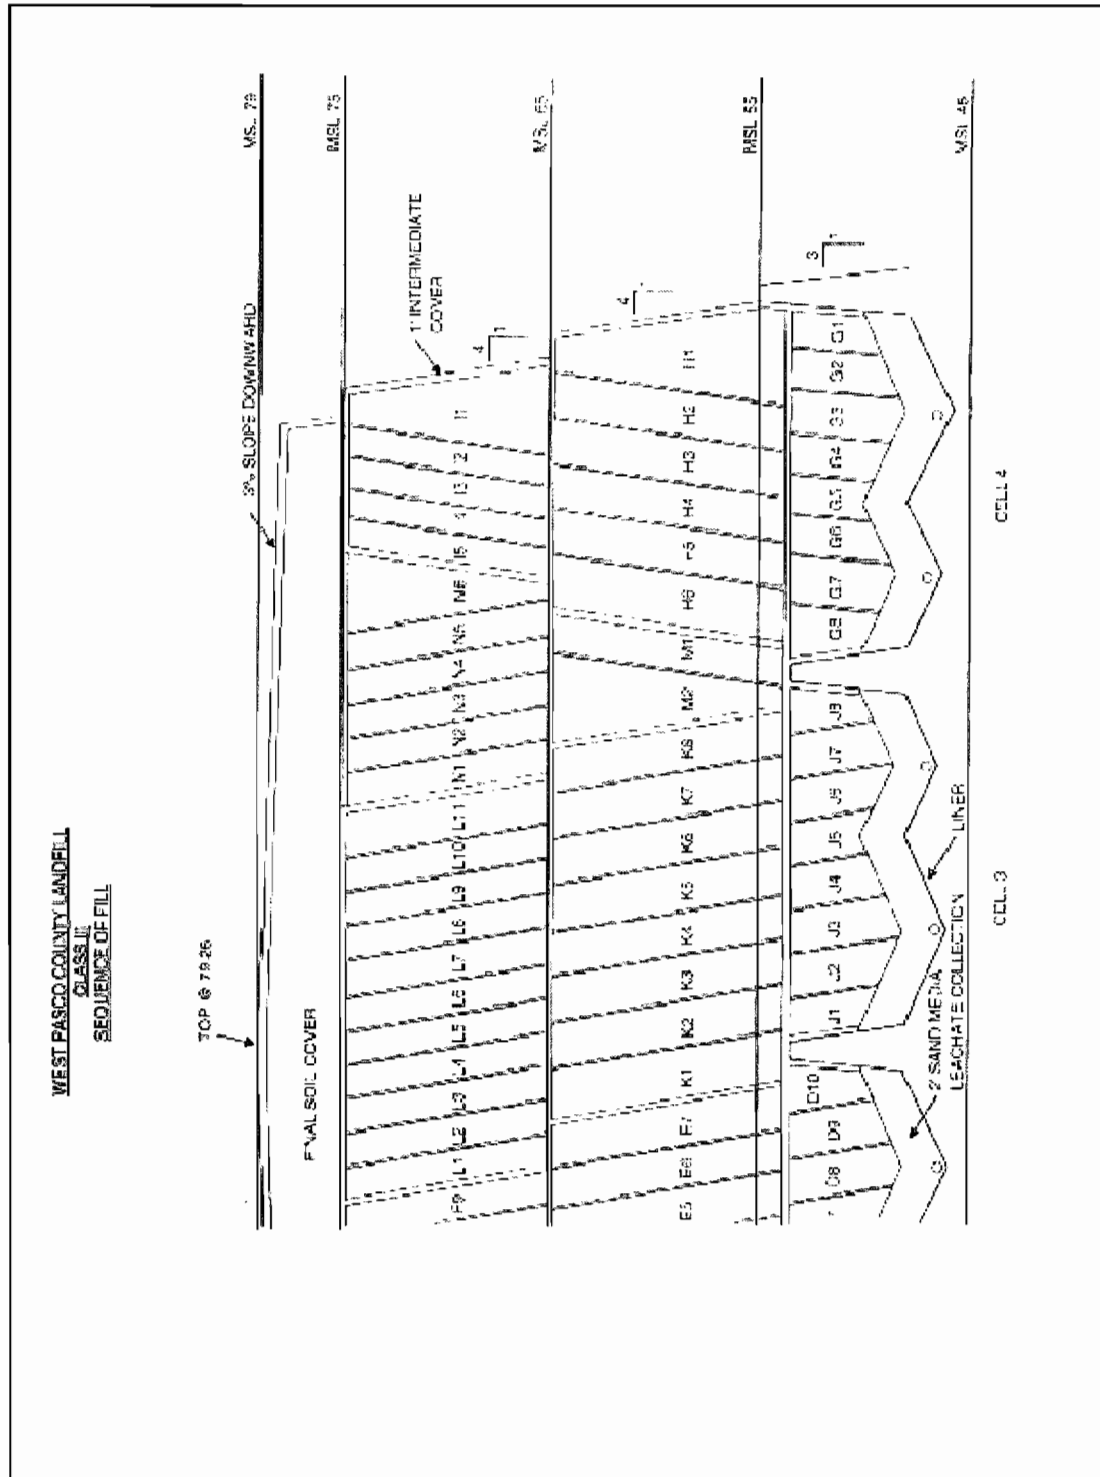 WEST PASCO COUNTY LANDFILL
CLASS III
SEQUENCE OF FILL
TOP @ 79.26
3% SLOPE DOWNWARD
MSL 79
FINAL SOIL COVER
MSL 75
1' INTERMEDIATE
COVER
4
1
L1 L2 L3 L4 L5 L6 L7 L8 L9 L10 L11 N1 N2 N3 N4 N5 N6 I5 I3 I2 I1
MSL 65
4
E5 E6 E7 K1 K2 K3 K4 K5 K6 K7 K8 M2 M1 H6 H5 H4 H3 H2 H1
MSL 55
3
1
D8 D9 D10 J1 J2 J3 J4 J5 J6 J7 J8 G8 G7 G6 G5 G4 G3 G2 G1
2' SAND MEDIA
LEACHATE COLLECTION
LINER
MSL 45
CELL 3
CELL 4